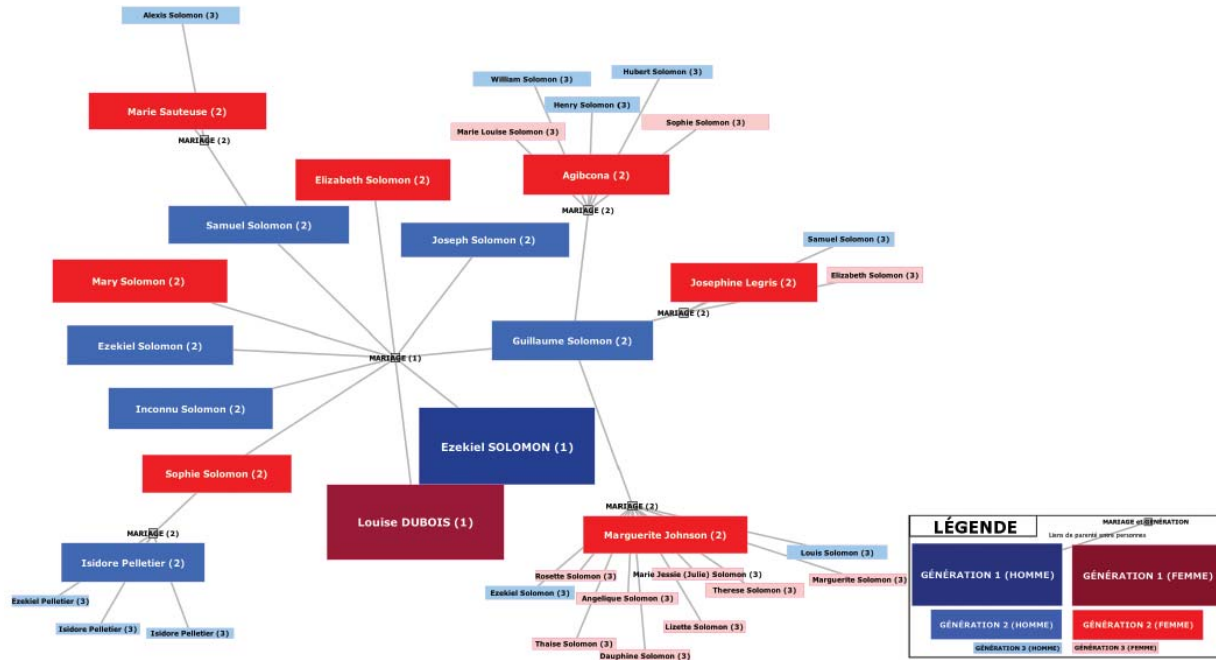 Alexis Solomon (3)
Marie Sauteuse (2)
MARIAGE (2)
Elizabeth Solomon (2)
Samuel Solomon (2)
Joseph Solomon (2)
Mary Solomon (2)
Ezekiel Solomon (2)
Inconnu Solomon (2)
Sophie Solomon (2)
MARIAGE (1)
Ezekiel SOLOMON (1)
Louise DUBOIS (1)
MARIAGE (2)
Isidore Pelletier (2)
Ezekiel Pelletier (3)
Isidore Pelletier (3)
Isidore Pelletier (3)
William Solomon (3)
Hubert Solomon (3)
Henry Solomon (3)
Marie Louise Solomon (3)
Sophie Solomon (3)
Agibcona (2)
MARIAGE (2)
Samuel Solomon (3)
Elizabeth Solomon (3)
Josephine Legris (2)
MARIAGE (2)
Guillaume Solomon (2)
MARIAGE (2)
Marguerite Johnson (2)
Louis Solomon (3)
Marguerite Solomon (3)
Rosette Solomon (3)
Marie Jessie (Julie) Solomon (3)
Ezekiel Solomon (3)
Angelique Solomon (3)
Therese Solomon (3)
Lizette Solomon (3)
Thaise Solomon (3)
Dauphine Solomon (3)
LÉGENDE
MARIAGE et GÉNÉRATION
Liens de parenté entre personnes
GÉNÉRATION 1 (HOMME)
GÉNÉRATION 1 (FEMME)
GÉNÉRATION 2 (HOMME)
GÉNÉRATION 2 (FEMME)
GÉNÉRATION 3 (HOMME)
GÉNÉRATION 3 (FEMME)